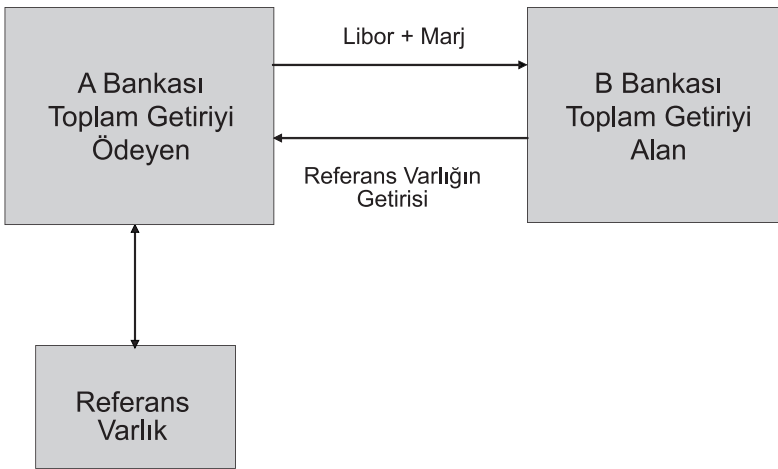 Libor + Marj
A Bankası
Toplam Getiriyi
Ödeyen
B Bankası
Toplam Getiriyi
Alan
Referans Varlığın
Getirisi
Referans
Varlık